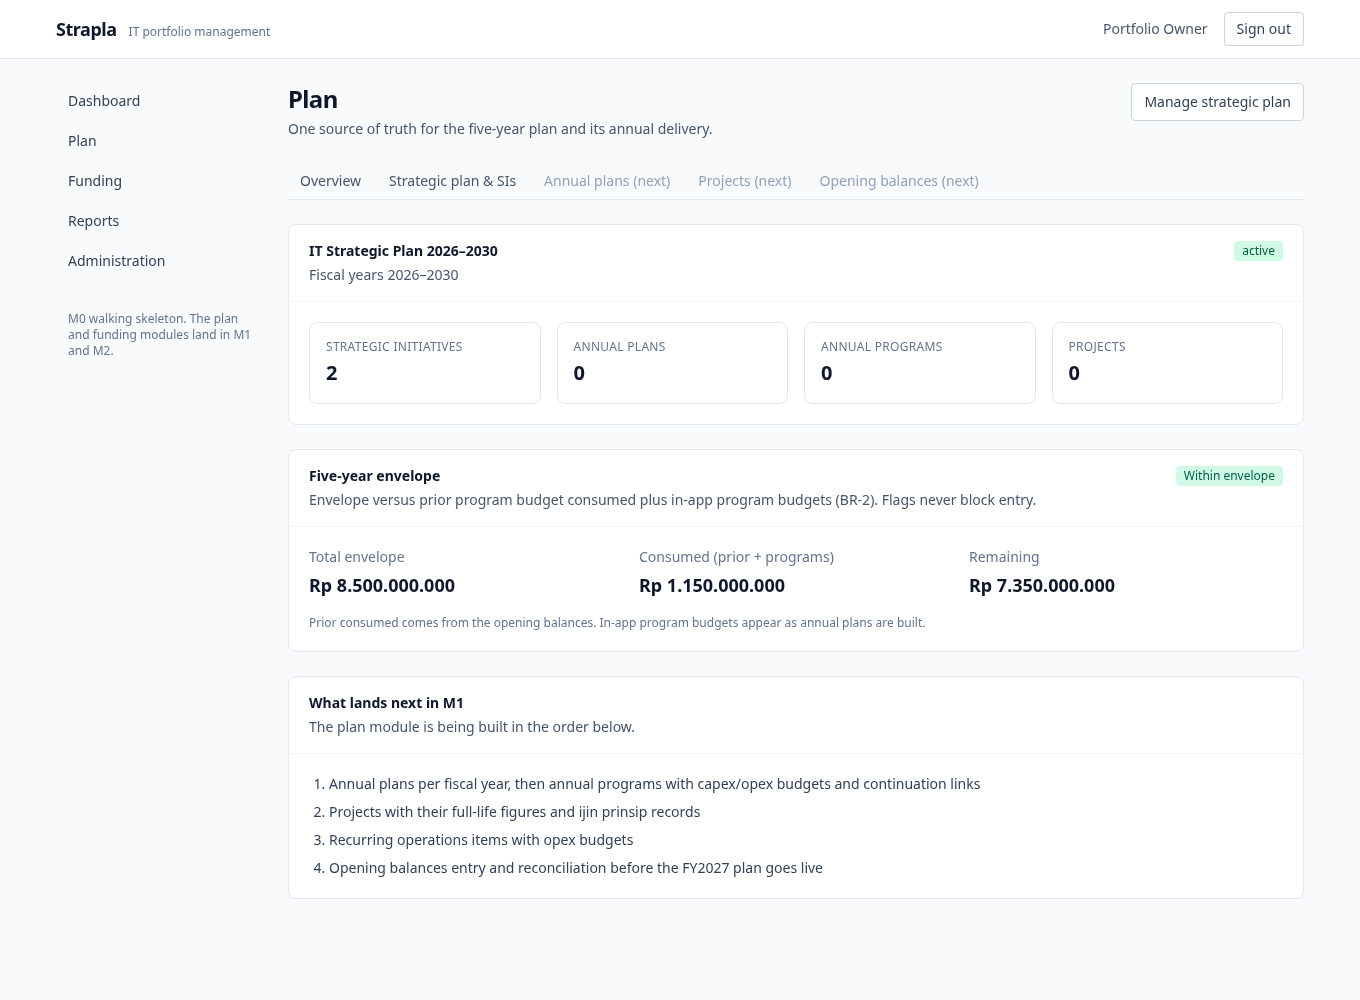 Strapla IT portfolio management
Portfolio Owner
Sign out
Dashboard
Plan
Funding
Reports
Administration
M0 walking skeleton. The plan
and funding modules land in M1
and M2.
Plan
One source of truth for the five-year plan and its annual delivery.
Manage strategic plan
Overview
Strategic plan & SIs
Annual plans (next)
Projects (next)
Opening balances (next)
IT Strategic Plan 2026–2030
active
Fiscal years 2026–2030
STRATEGIC INITIATIVES
2
ANNUAL PLANS
0
ANNUAL PROGRAMS
0
PROJECTS
0
Five-year envelope
Within envelope
Envelope versus prior program budget consumed plus in-app program budgets (BR-2). Flags never block entry.
Total envelope
Rp 8.500.000.000
Consumed (prior + programs)
Rp 1.150.000.000
Remaining
Rp 7.350.000.000
Prior consumed comes from the opening balances. In-app program budgets appear as annual plans are built.
What lands next in M1
The plan module is being built in the order below.
1. Annual plans per fiscal year, then annual programs with capex/opex budgets and continuation links
2. Projects with their full-life figures and ijin prinsip records
3. Recurring operations items with opex budgets
4. Opening balances entry and reconciliation before the FY2027 plan goes live